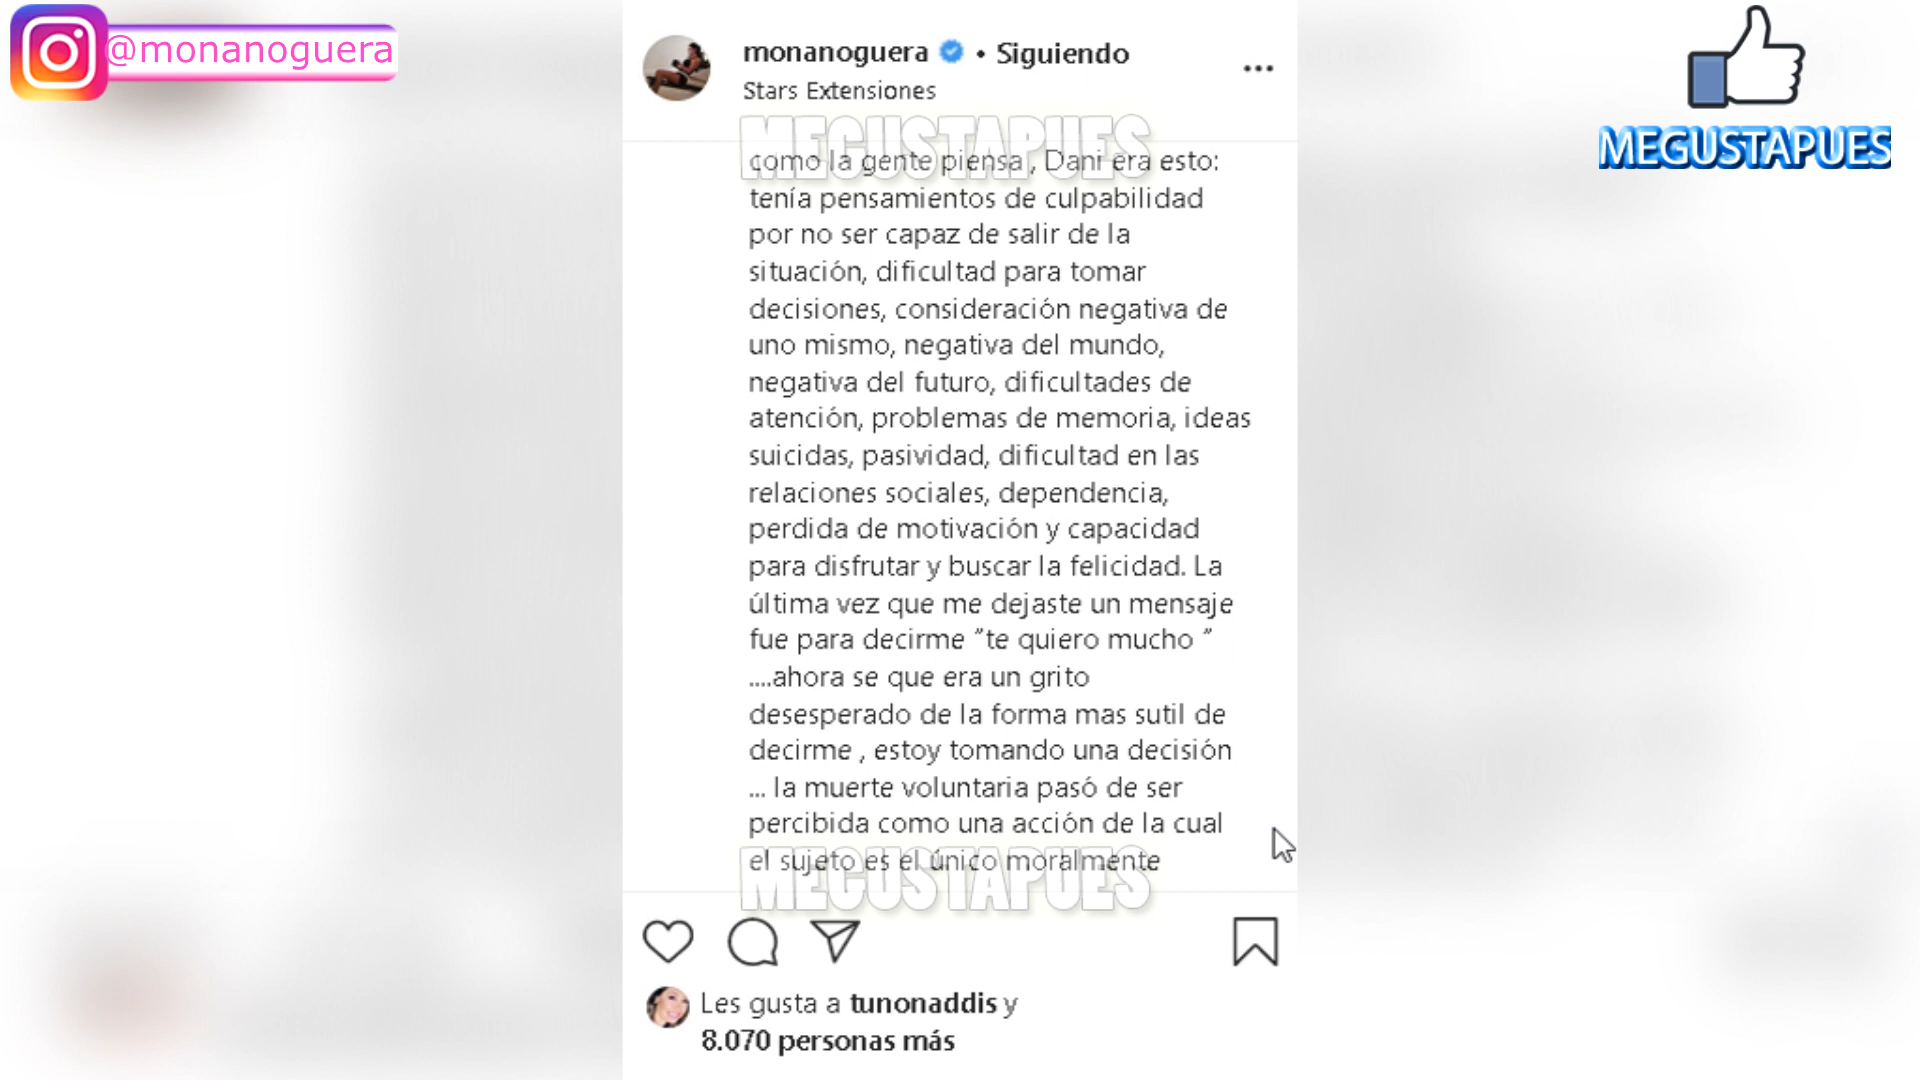 @monanoguera
monanoguera • Siguiendo
Stars Extensiones
MEGUSTAPUES
MEGUSTAPUES
como la gente piensa , Dani era esto:
tenía pensamientos de culpabilidad
por no ser capaz de salir de la
situación, dificultad para tomar
decisiones, consideración negativa de
uno mismo, negativa del mundo,
negativa del futuro, dificultades de
atención, problemas de memoria, ideas
suicidas, pasividad, dificultad en las
relaciones sociales, dependencia,
perdida de motivación y capacidad
para disfrutar y buscar la felicidad. La
última vez que me dejaste un mensaje
fue para decirme "te quiero mucho "
....ahora se que era un grito
desesperado de la forma mas sutil de
decirme , estoy tomando una decisión
... la muerte voluntaria pasó de ser
percibida como una acción de la cual
el sujeto es el único moralmente
MEGUSTAPUES
Les gusta a tunonaddis y
8.070 personas más